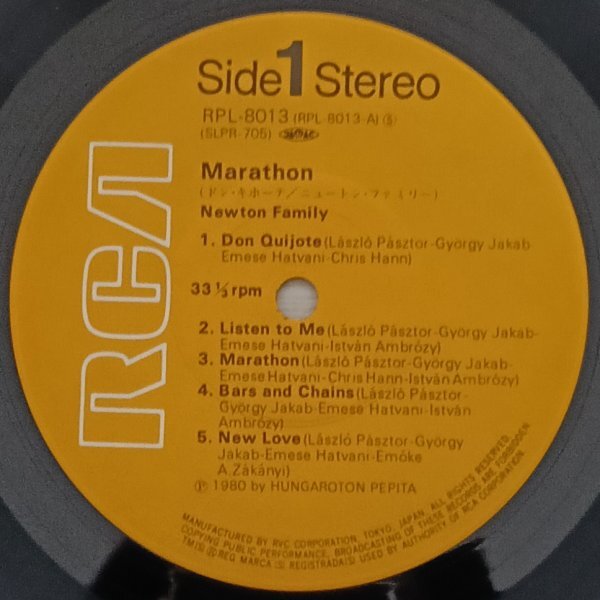 Side 1 Stereo
RPL-8013 (RPL-8013-A) Ⓢ
(SLPR-705)
Marathon
(ドン・キホーテ/ニュートン・ファミリー)
Newton Family
1. Don Quijote (László Pásztor-György Jakab
Emese Hatvani-Chris Hann)
33 1/3 rpm
2. Listen to Me (László Pásztor-György Jakab-
Emese Hatvani-István Ambrózy)
3. Marathon (László Pásztor-György Jakab-
Emese Hatvani-Chris Hann-István Ambrózy)
4. Bars and Chains (László Pásztor-
György Jakab-Emese Hatvani-István
Ambrózy)
5. New Love (László Pásztor-György
Jakab-Emese Hatvani-Emőke
A.Zákányi)
Ⓟ 1980 by HUNGAROTON PEPITA
RCA
MANUFACTURED BY RVC CORPORATION, TOKYO, JAPAN. ALL RIGHTS RESERVED.
COPYING PUBLIC PERFORMANCE, BROADCASTING OF THESE RECORDS ARE FORBIDDEN
TM(S) ® REG MARCA(S) REGISTRADA(S) USED BY AUTHORITY OF RCA CORPORATION